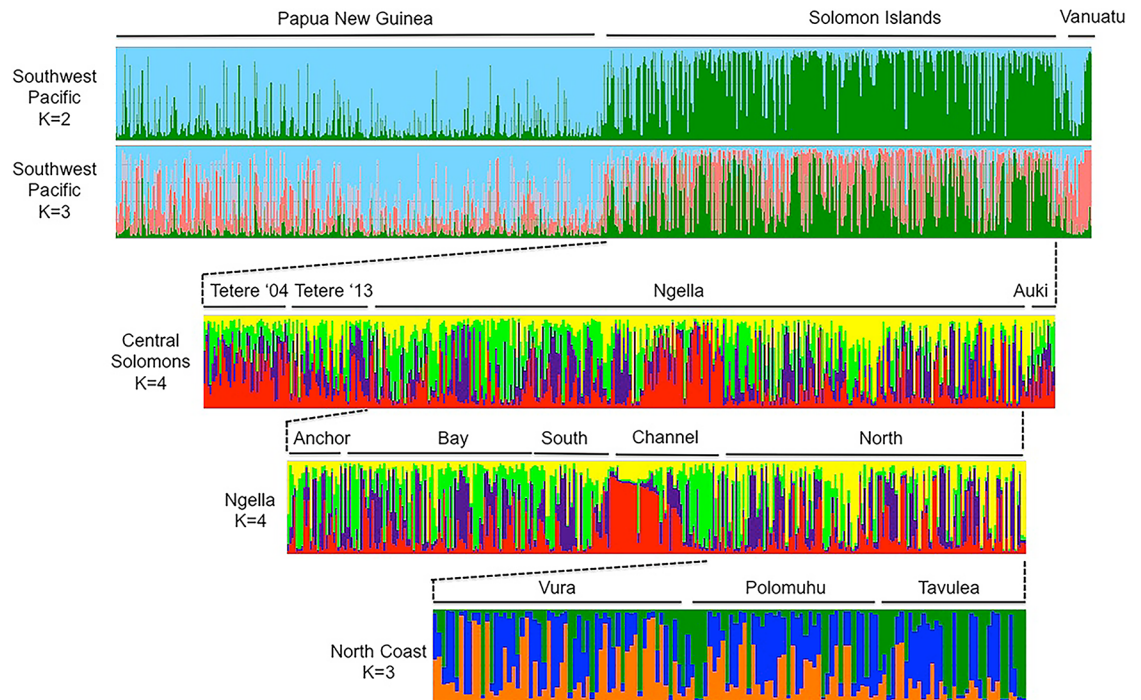 Papua New Guinea
Solomon Islands
Vanuatu
Southwest
Pacific
K=2
Southwest
Pacific
K=3
Tetere ‘04
Tetere ‘13
Ngella
Auki
Central
Solomons
K=4
Anchor
Bay
South
Channel
North
Ngella
K=4
Vura
Polomuhu
Tavulea
North Coast
K=3